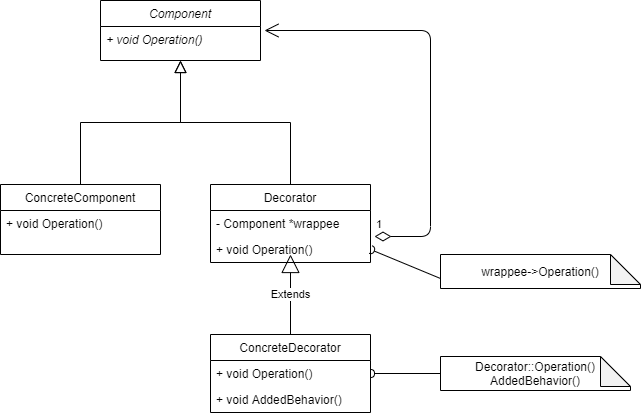 Component
+ void Operation()
ConcreteComponent
+ void Operation()
Decorator
- Component *wrappee
+ void Operation()
1
wrappee->Operation()
Extends
ConcreteDecorator
+ void Operation()
+ void AddedBehavior()
Decorator::Operation()
AddedBehavior()